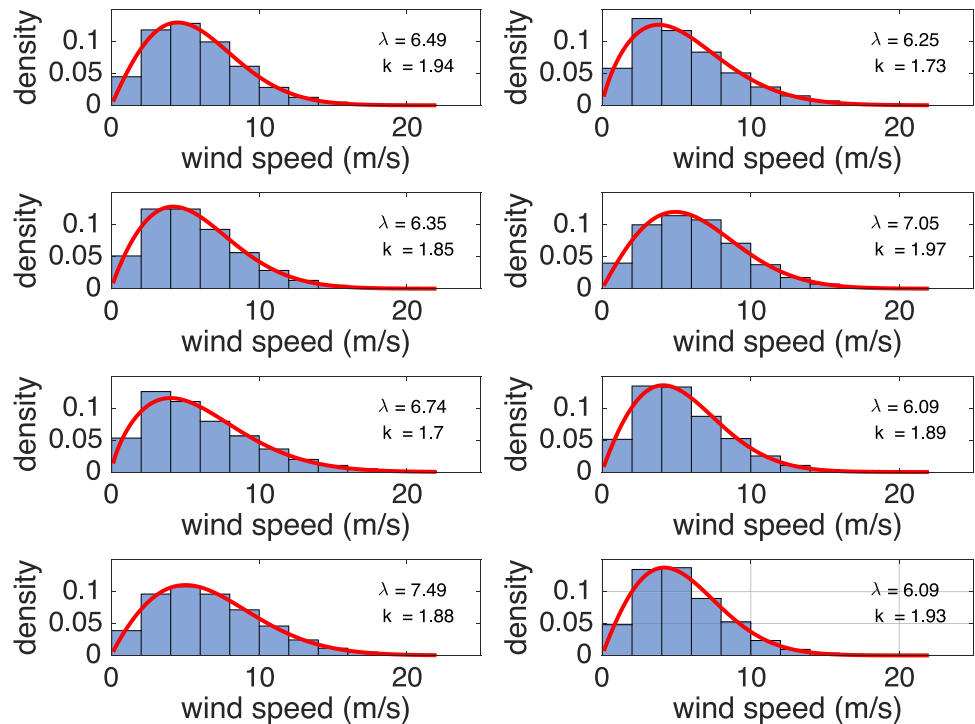 density
0.1
0.05
0
λ = 6.49
k = 1.94
0 10 20
wind speed (m/s)
density
0.1
0.05
0
λ = 6.25
k = 1.73
0 10 20
wind speed (m/s)
density
0.1
0.05
0
λ = 6.35
k = 1.85
0 10 20
wind speed (m/s)
density
0.1
0.05
0
λ = 7.05
k = 1.97
0 10 20
wind speed (m/s)
density
0.1
0.05
0
λ = 6.74
k = 1.7
0 10 20
wind speed (m/s)
density
0.1
0.05
0
λ = 6.09
k = 1.89
0 10 20
wind speed (m/s)
density
0.1
0.05
0
λ = 7.49
k = 1.88
0 10 20
wind speed (m/s)
density
0.1
0.05
0
λ = 6.09
k = 1.93
0 10 20
wind speed (m/s)